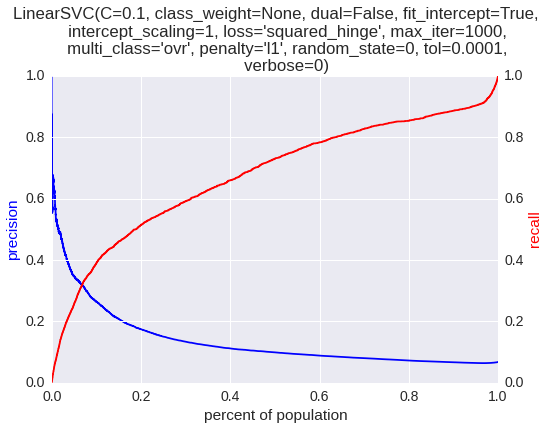 LinearSVC(C=0.1, class_weight=None, dual=False, fit_intercept=True,
intercept_scaling=1, loss='squared_hinge', max_iter=1000,
multi_class='ovr', penalty='l1', random_state=0, tol=0.0001,
verbose=0)
1.0
0.8
0.6
0.4
0.2
0.0
precision
1.0
0.8
0.6
0.4
0.2
0.0
recall
0.0 0.2 0.4 0.6 0.8 1.0
percent of population